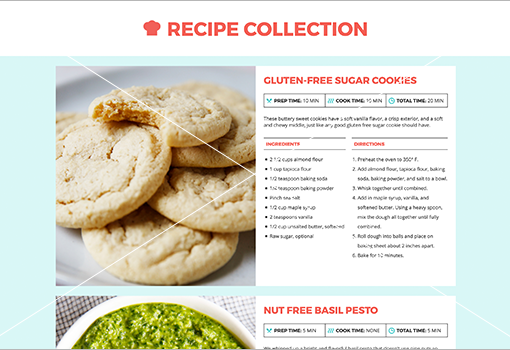 RECIPE COLLECTION
GLUTEN-FREE SUGAR COOKIES
PREP TIME: 10 MIN
COOK TIME: 10 MIN
TOTAL TIME: 20 MIN
These buttery sweet cookies have a soft vanilla flavor, a crisp exterior, and a soft
and chewy middle, just like any good gluten free sugar cookie should have.
INGREDIENTS
2 1/2 cups almond flour
1 cup tapioca flour
1/2 teaspoon baking soda
teaspoon baking powder
Pinch sea salt
1/2 cup maple syrup
2 teaspoons vanilla
1/2 cup unsalted butter, softened
Raw sugar, optional
DIRECTIONS
1. Preheat the oven to 350° F.
2. Add almond flour, tapioca flour, baking
soda, baking powder, and salt to a bowl.
3. Whisk together until combined.
4. Add in maple syrup, vanilla, and
softened butter. Using a heavy spoon,
mix the dough all together until fully
combined.
5. Roll dough into balls and place on
baking sheet about 2 inches apart.
6. Bake for 10 minutes.
NUT FREE BASIL PESTO
PREP TIME: 5 MIN
COOK TIME: NONE
TOTAL TIME: 5 MIN